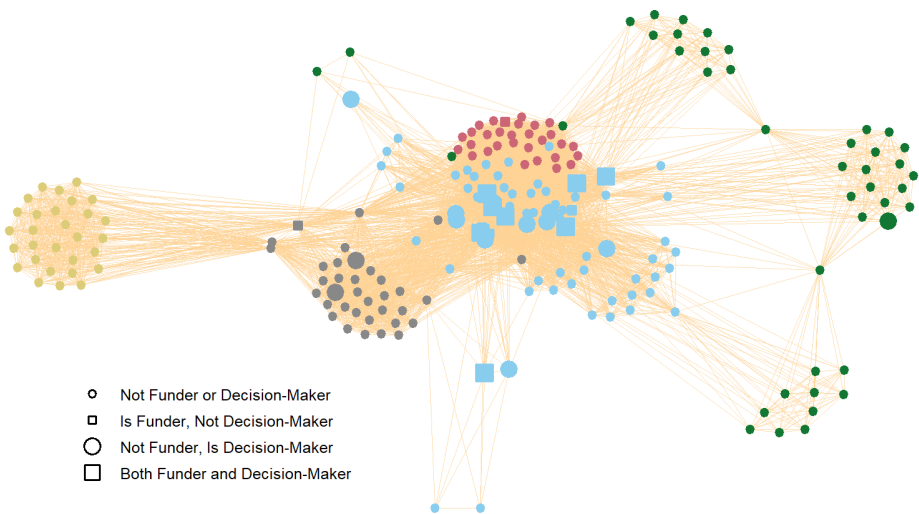 Not Funder or Decision-Maker
Is Funder, Not Decision-Maker
Not Funder, Is Decision-Maker
Both Funder and Decision-Maker